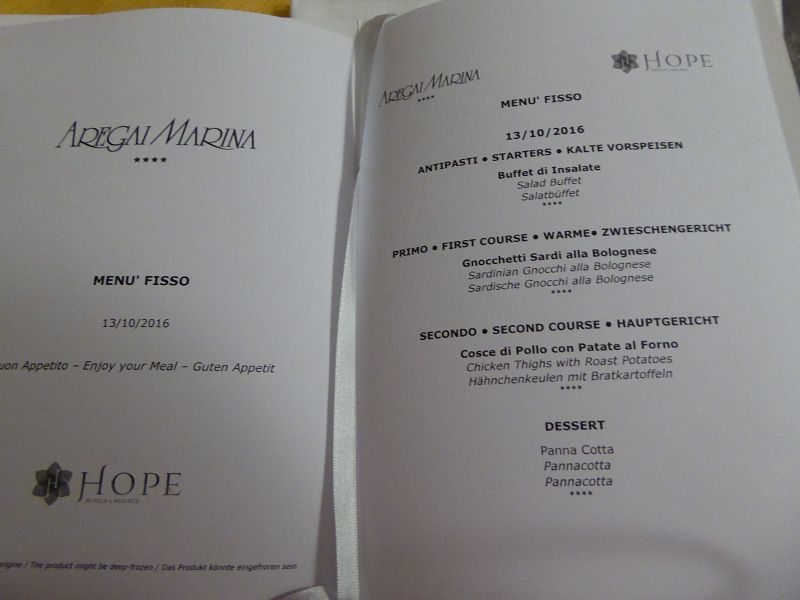 AREGAI MARINA
****
MENU' FISSO
13/10/2016
uon Appetito – Enjoy your Meal – Guten Appetit
HOPE
HOTELS & RESORTS
origine / The product might be deep-frozen / Das Produkt könnte eingefroren sein
AREGAI MARINA
****
HOPE
MENU' FISSO
13/10/2016
ANTIPASTI • STARTERS • KALTE VORSPEISEN
Buffet di Insalate
Salad Buffet
Salatbüffet
****
PRIMO • FIRST COURSE • WARME• ZWIESCHENGERICHT
Gnocchetti Sardi alla Bolognese
Sardinian Gnocchi alla Bolognese
Sardische Gnocchi alla Bolognese
****
SECONDO • SECOND COURSE • HAUPTGERICHT
Cosce di Pollo con Patate al Forno
Chicken Thighs with Roast Potatoes
Hähnchenkeulen mit Bratkartoffeln
****
DESSERT
Panna Cotta
Pannacotta
Pannacotta
****